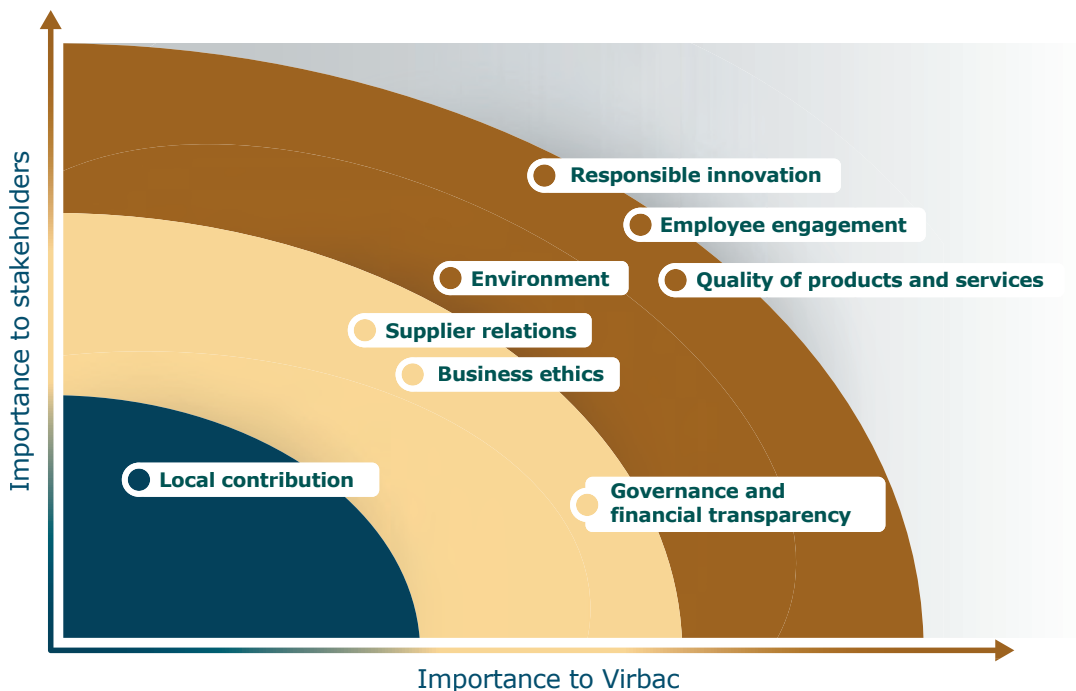 Importance to stakeholders
Responsible innovation
Employee engagement
Environment
Quality of products and services
Supplier relations
Business ethics
Local contribution
Governance and
financial transparency
Importance to Virbac